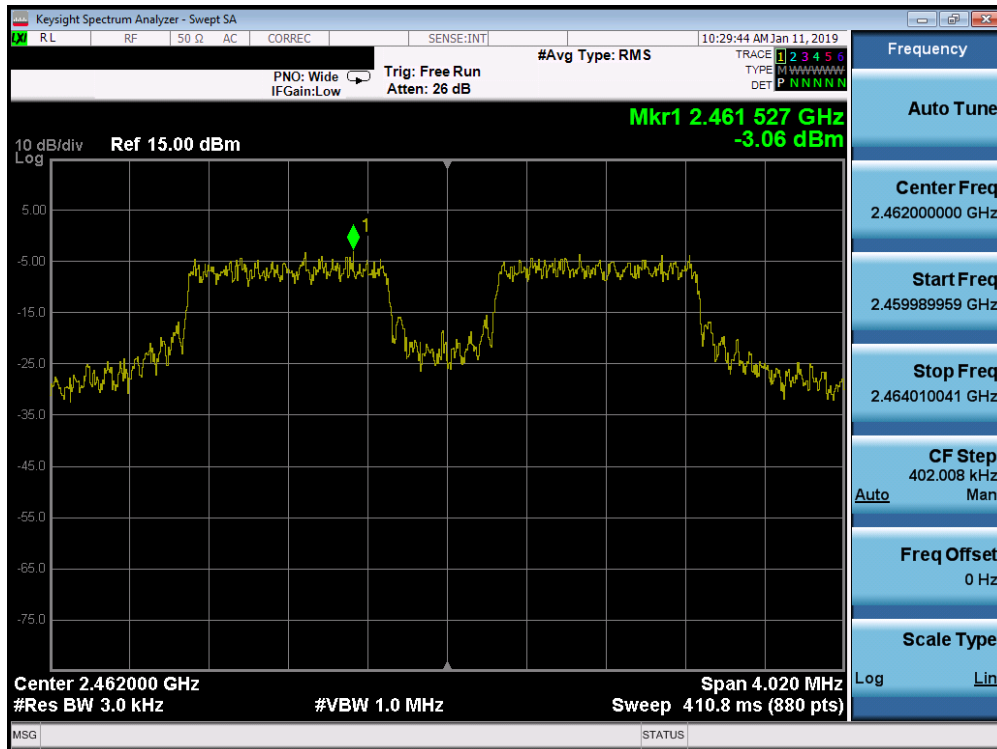 Keysight Spectrum Analyzer - Swept SA
LXI RL RF 50 Ω AC CORREC SENSE:INT 10:29:44 AM Jan 11, 2019
#Avg Type: RMS TRACE 1 2 3 4 5 6
PNO: Wide Trig: Free Run TYPE M W W W W W
IFGain:Low Atten: 26 dB DET P N N N N N
Mkr1 2.461 527 GHz
-3.06 dBm
10 dB/div Ref 15.00 dBm
Log
1
5.00
-5.00
-15.0
-25.0
-35.0
-45.0
-55.0
-65.0
-75.0
Center 2.462000 GHz Span 4.020 MHz
#Res BW 3.0 kHz #VBW 1.0 MHz Sweep 410.8 ms (880 pts)
MSG STATUS
Frequency
Auto Tune
Center Freq
2.462000000 GHz
Start Freq
2.459989959 GHz
Stop Freq
2.464010041 GHz
CF Step
402.008 kHz
Auto Man
Freq Offset
0 Hz
Scale Type
Log Lin